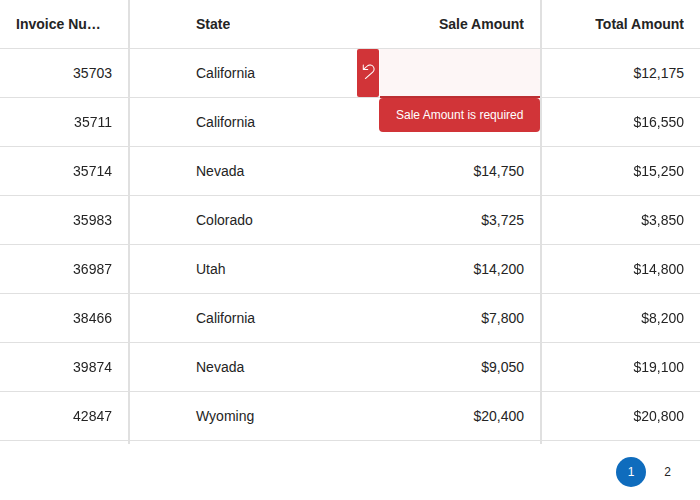 Invoice Nu… State Sale Amount Total Amount
35703 California $12,175
35711 California Sale Amount is required $16,550
35714 Nevada $14,750 $15,250
35983 Colorado $3,725 $3,850
36987 Utah $14,200 $14,800
38466 California $7,800 $8,200
39874 Nevada $9,050 $19,100
42847 Wyoming $20,400 $20,800
1 2